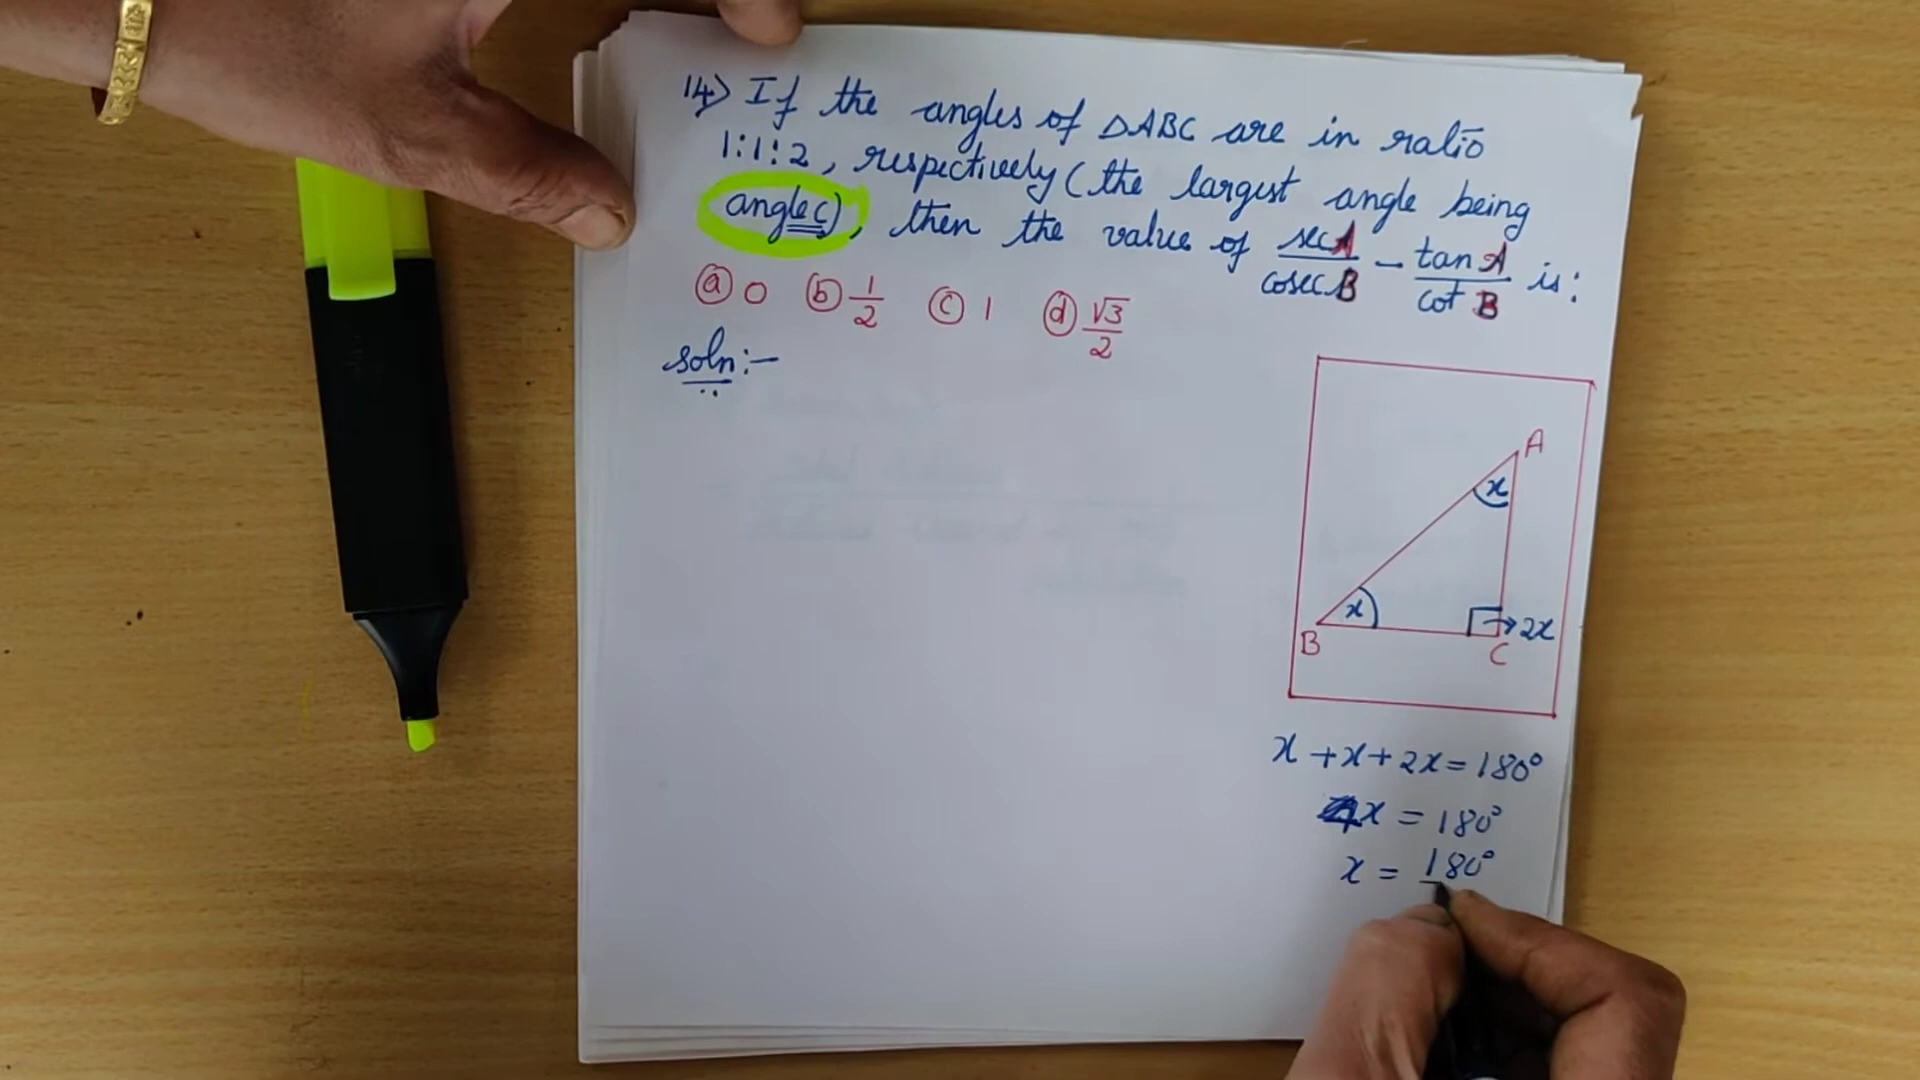 14) If the angles of △ABC are in ratio
1:1:2, respectively (the largest angle being
angle c), then the value of secA/cosecB - tanA/cot B is:
(a) 0 (b) 1/2 (c) 1 (d) √3/2
soln:-
A
x
x
B
C
2x
x + x + 2x = 180°
4x = 180°
x = 180°